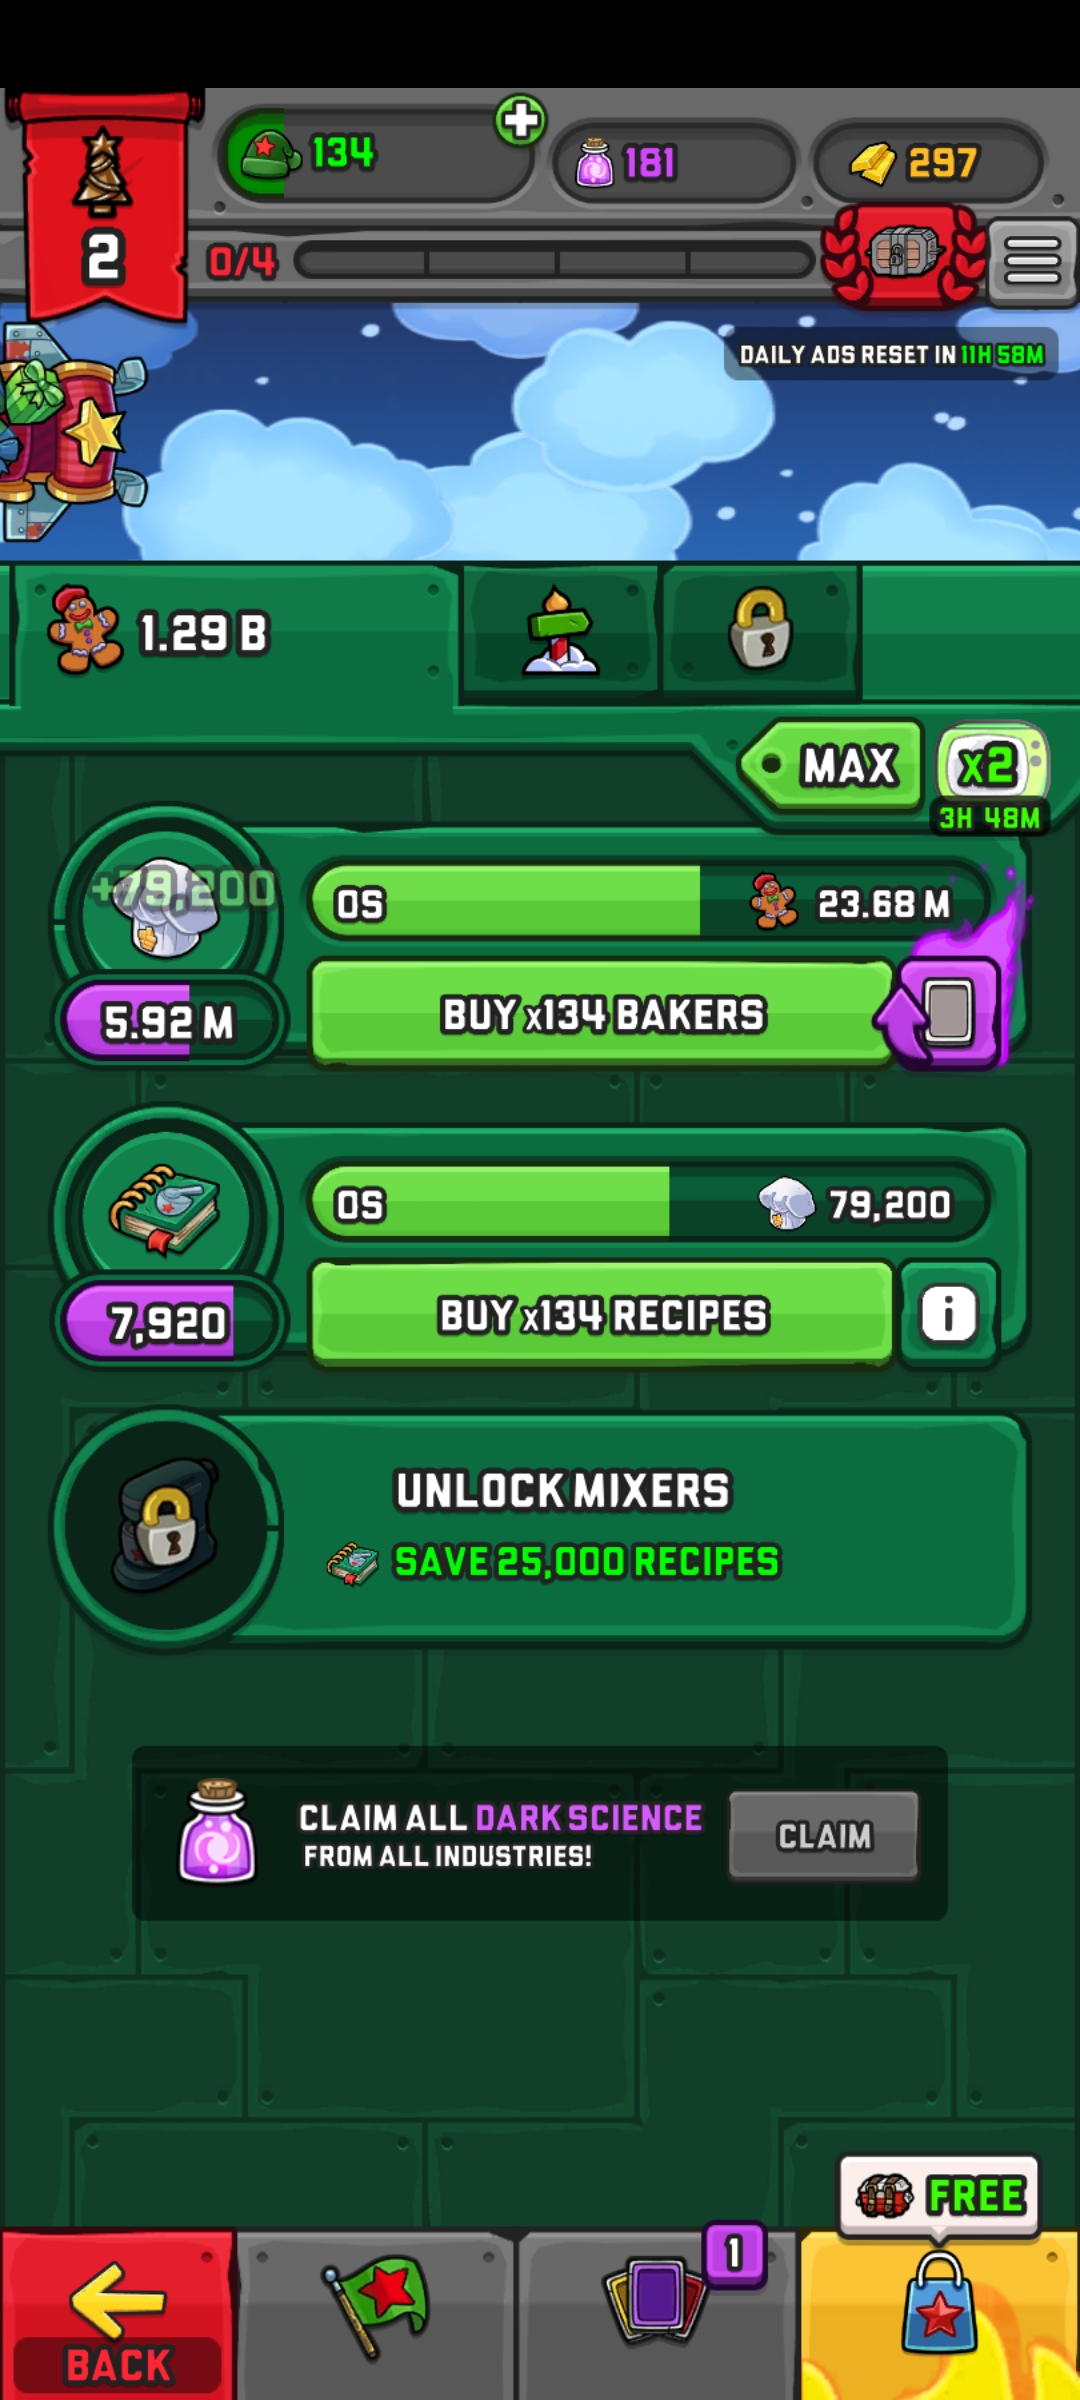 134
181
297
2
0/4
DAILY ADS RESET IN 11H 58M
1.29 B
MAX
x2
3H 48M
+79,200
0S
23.68 M
5.92 M
BUY x134 BAKERS
0S
79,200
7,920
BUY x134 RECIPES
i
UNLOCK MIXERS
SAVE 25,000 RECIPES
CLAIM ALL DARK SCIENCE
FROM ALL INDUSTRIES!
CLAIM
FREE
1
BACK